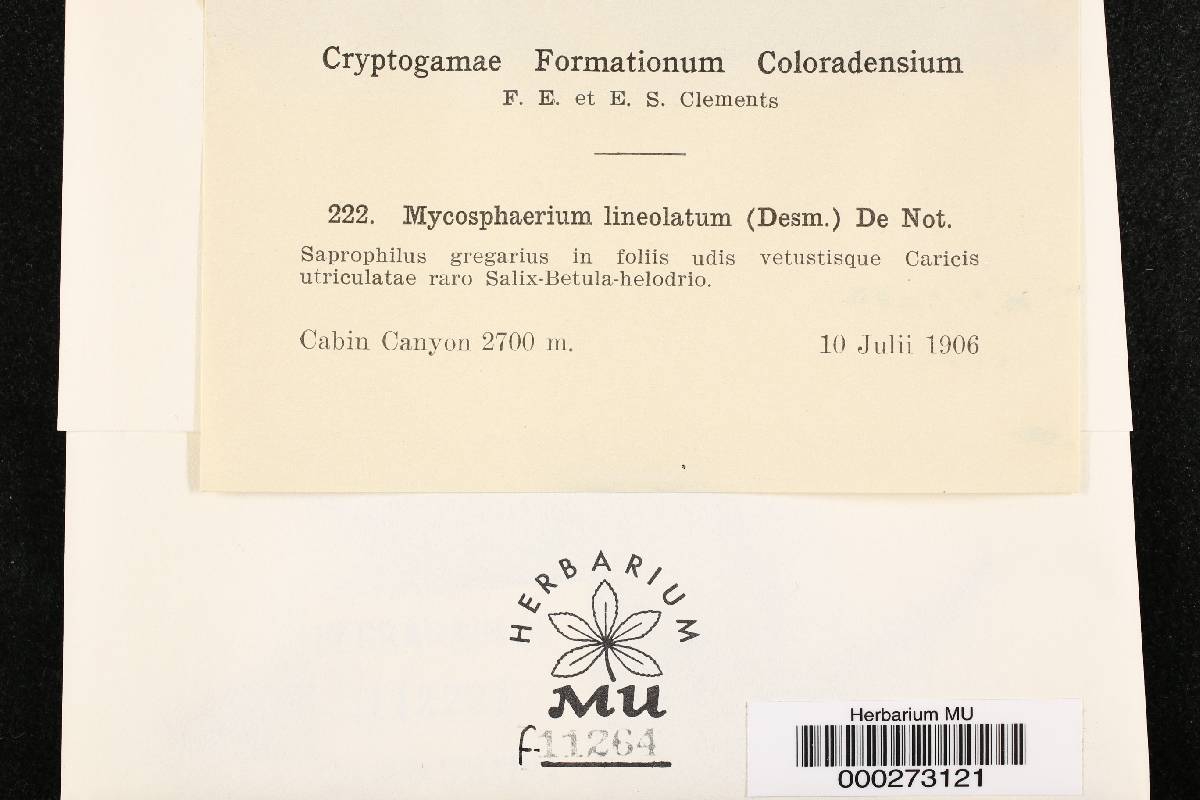 Cryptogamae Formationum Coloradensium
F. E. et E. S. Clements
222. Mycosphaerium lineolatum (Desm.) De Not.
Saprophilus gregarius in foliis udis vetustisque Caricis
utriculatae raro Salix-Betula-helodrio.
Cabin Canyon 2700 m. 10 Julii 1906
HERBARIUM
MU
f-11264
Herbarium MU
000273121